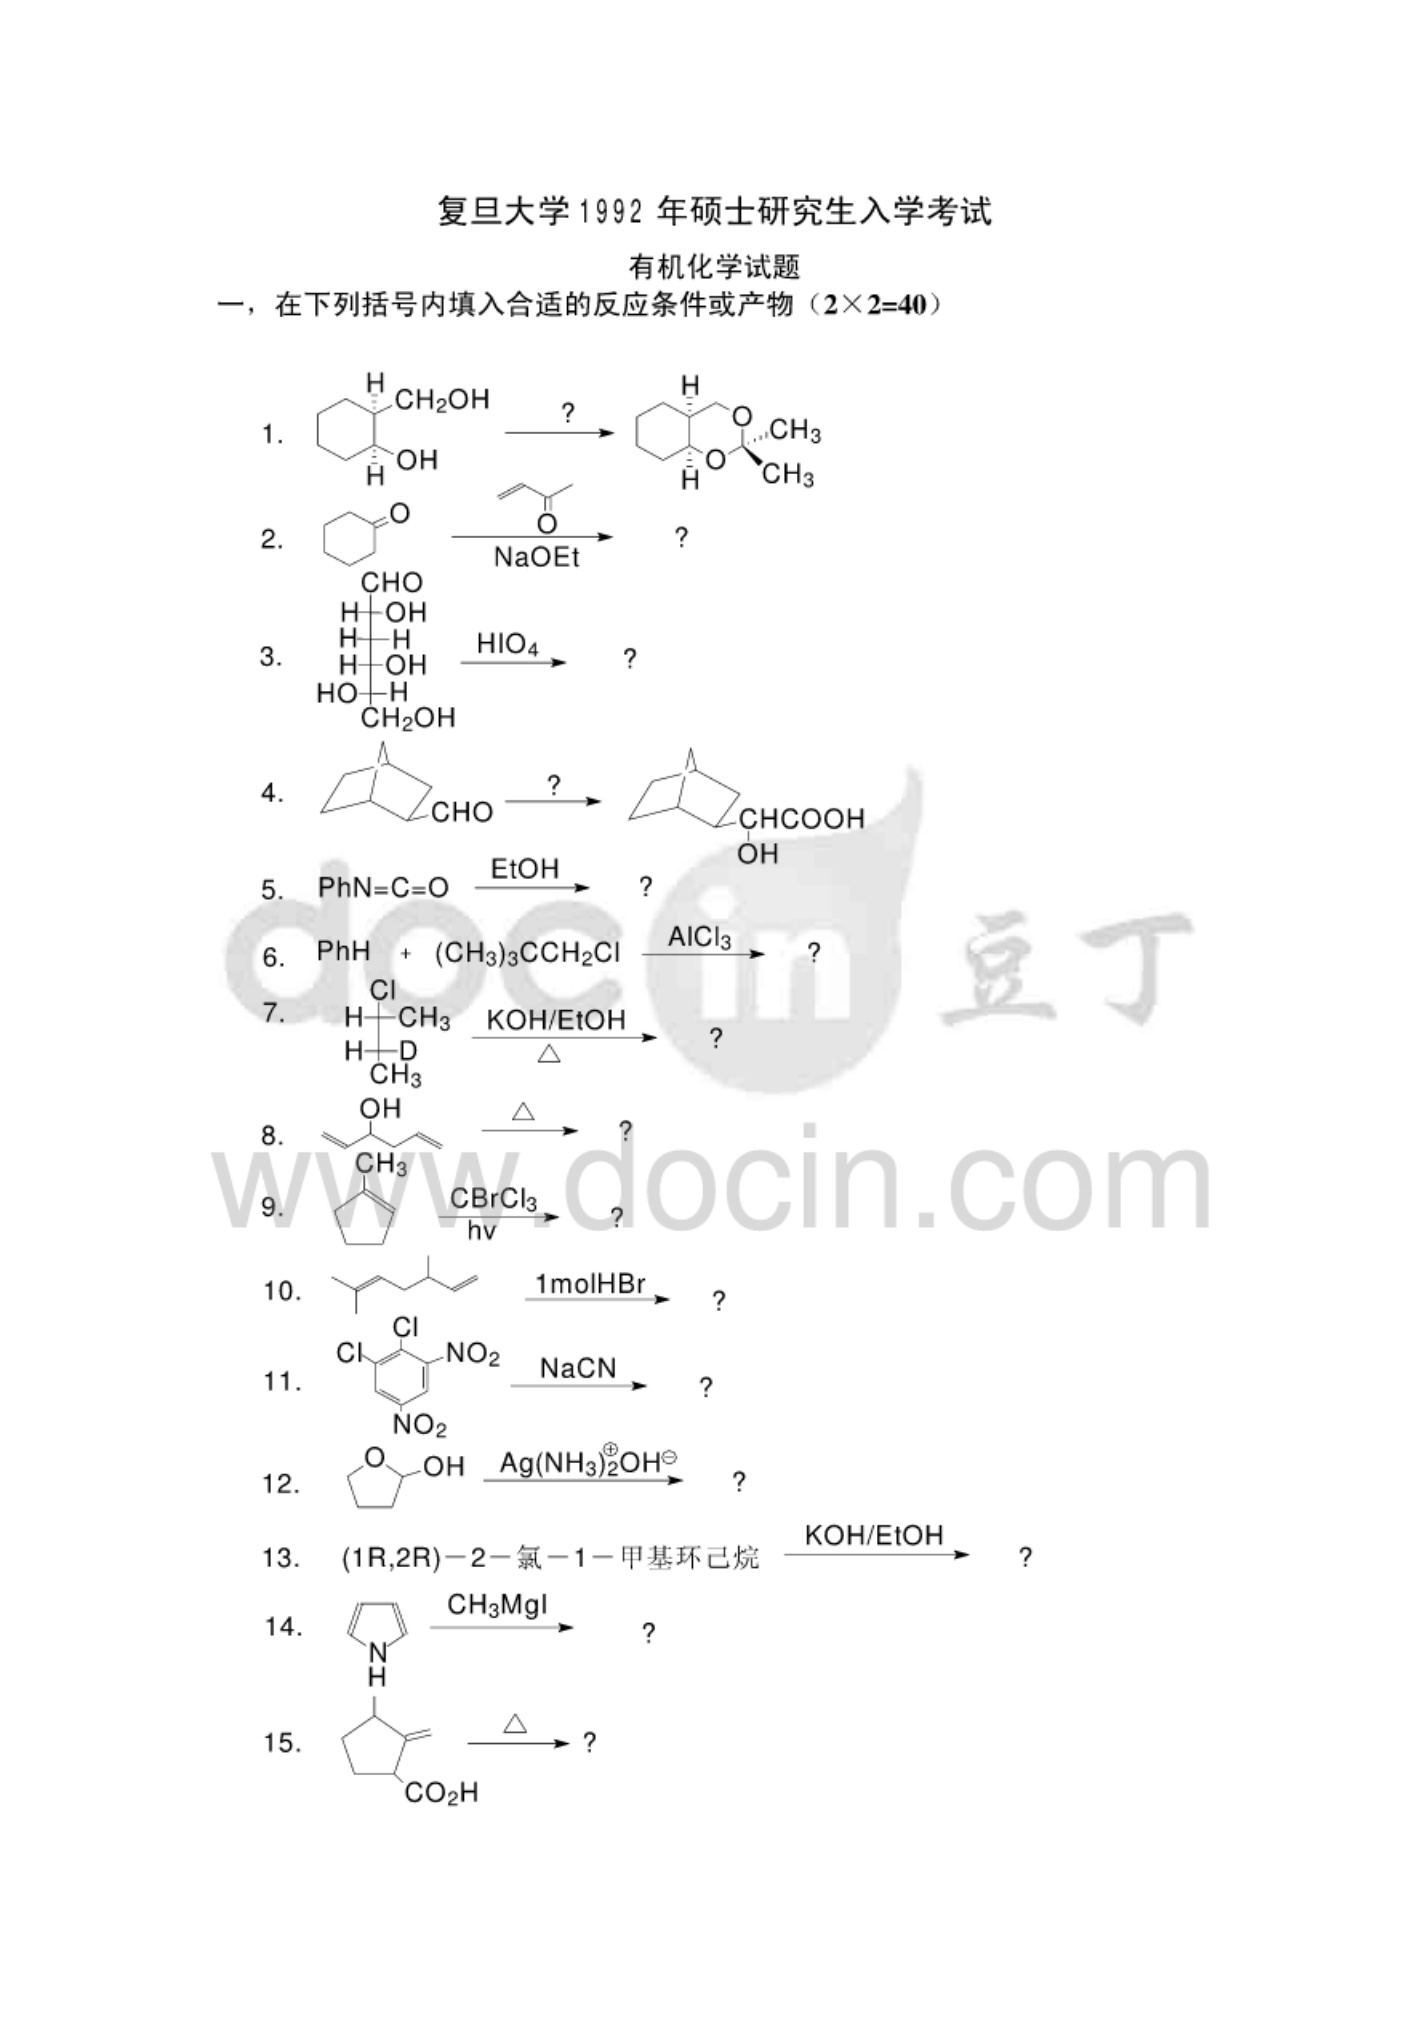 复旦大学1992 年硕士研究生入学考试
有机化学试题
一，在下列括号内填入合适的反应条件或产物（2×2=40）
1. H CH2OH OH H ? H O CH3 O CH3 H
2. O O NaOEt ?
3. CHO H OH H H H OH HO H CH2OH HIO4 ?
4. CHO ? CHCOOH OH
5. PhN=C=O EtOH ?
6. PhH + (CH3)3CCH2Cl AlCl3 ?
7. Cl H CH3 H D CH3 KOH/EtOH △ ?
8. OH △ ?
9. CH3 CBrCl3 hv ?
10. 1molHBr ?
11. Cl Cl NO2 NO2 NaCN ?
12. O OH Ag(NH3)2⊕OH⊖ ?
13. (1R,2R)－2－氯－1－甲基环己烷 KOH/EtOH ?
14. N H CH3MgI ?
15. CO2H △ ?
docin 豆丁
www.docin.com